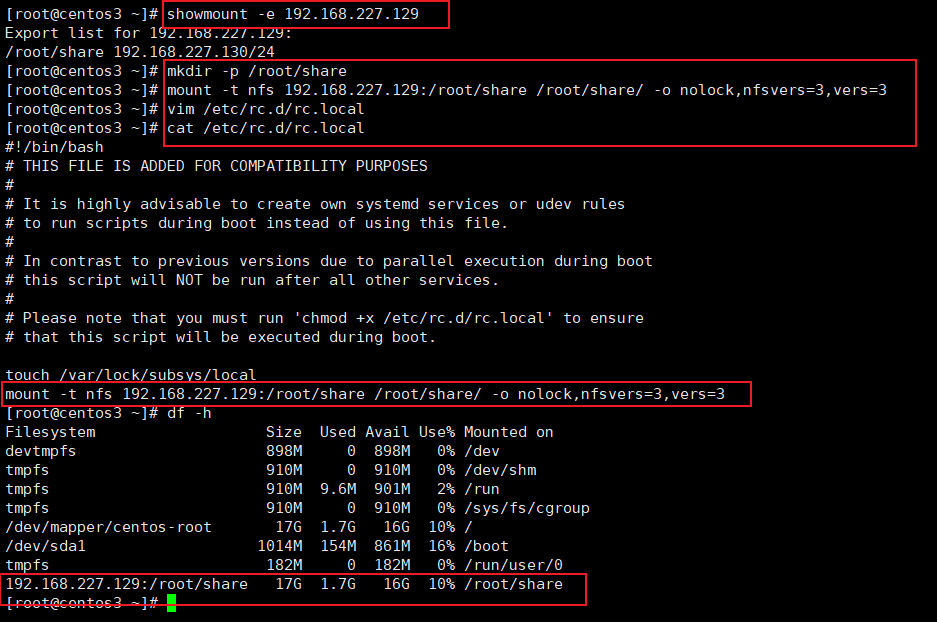 [root@centos3 ~]# showmount -e 192.168.227.129
Export list for 192.168.227.129:
/root/share 192.168.227.130/24
[root@centos3 ~]# mkdir -p /root/share
[root@centos3 ~]# mount -t nfs 192.168.227.129:/root/share /root/share/ -o nolock,nfsvers=3,vers=3
[root@centos3 ~]# vim /etc/rc.d/rc.local
[root@centos3 ~]# cat /etc/rc.d/rc.local
#!/bin/bash
# THIS FILE IS ADDED FOR COMPATIBILITY PURPOSES
#
# It is highly advisable to create own systemd services or udev rules
# to run scripts during boot instead of using this file.
#
# In contrast to previous versions due to parallel execution during boot
# this script will NOT be run after all other services.
#
# Please note that you must run 'chmod +x /etc/rc.d/rc.local' to ensure
# that this script will be executed during boot.

touch /var/lock/subsys/local
mount -t nfs 192.168.227.129:/root/share /root/share/ -o nolock,nfsvers=3,vers=3
[root@centos3 ~]# df -h
Filesystem                   Size  Used Avail Use% Mounted on
devtmpfs                     898M     0  898M   0% /dev
tmpfs                        910M     0  910M   0% /dev/shm
tmpfs                        910M  9.6M  901M   2% /run
tmpfs                        910M     0  910M   0% /sys/fs/cgroup
/dev/mapper/centos-root       17G  1.7G   16G  10% /
/dev/sda1                   1014M  154M  861M  16% /boot
tmpfs                        182M     0  182M   0% /run/user/0
192.168.227.129:/root/share   17G  1.7G   16G  10% /root/share
[root@centos3 ~]#